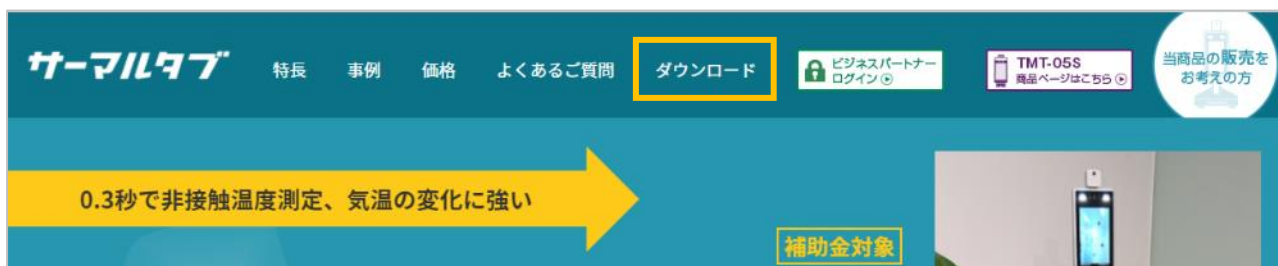 サーマルタブ
特長
事例
価格
よくあるご質問
ダウンロード
ビジネスパートナー
ログイン
TMT-05S
商品ページはこちら
当商品の販売を
お考えの方
0.3秒で非接触温度測定、気温の変化に強い
補助金対象